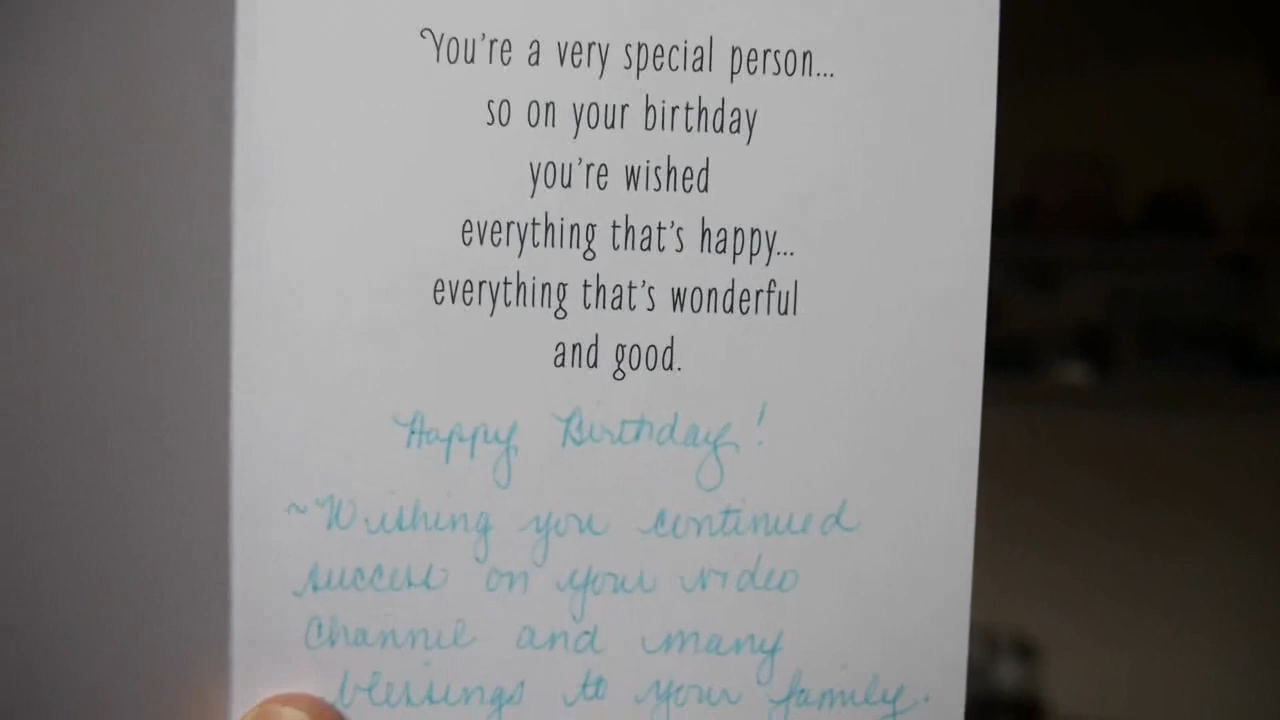 You're a very special person...
so on your birthday
you're wished
everything that's happy...
everything that's wonderful
and good.
Happy Birthday!
~Wishing you continued
success on your video
channel and many
blessings to your family.